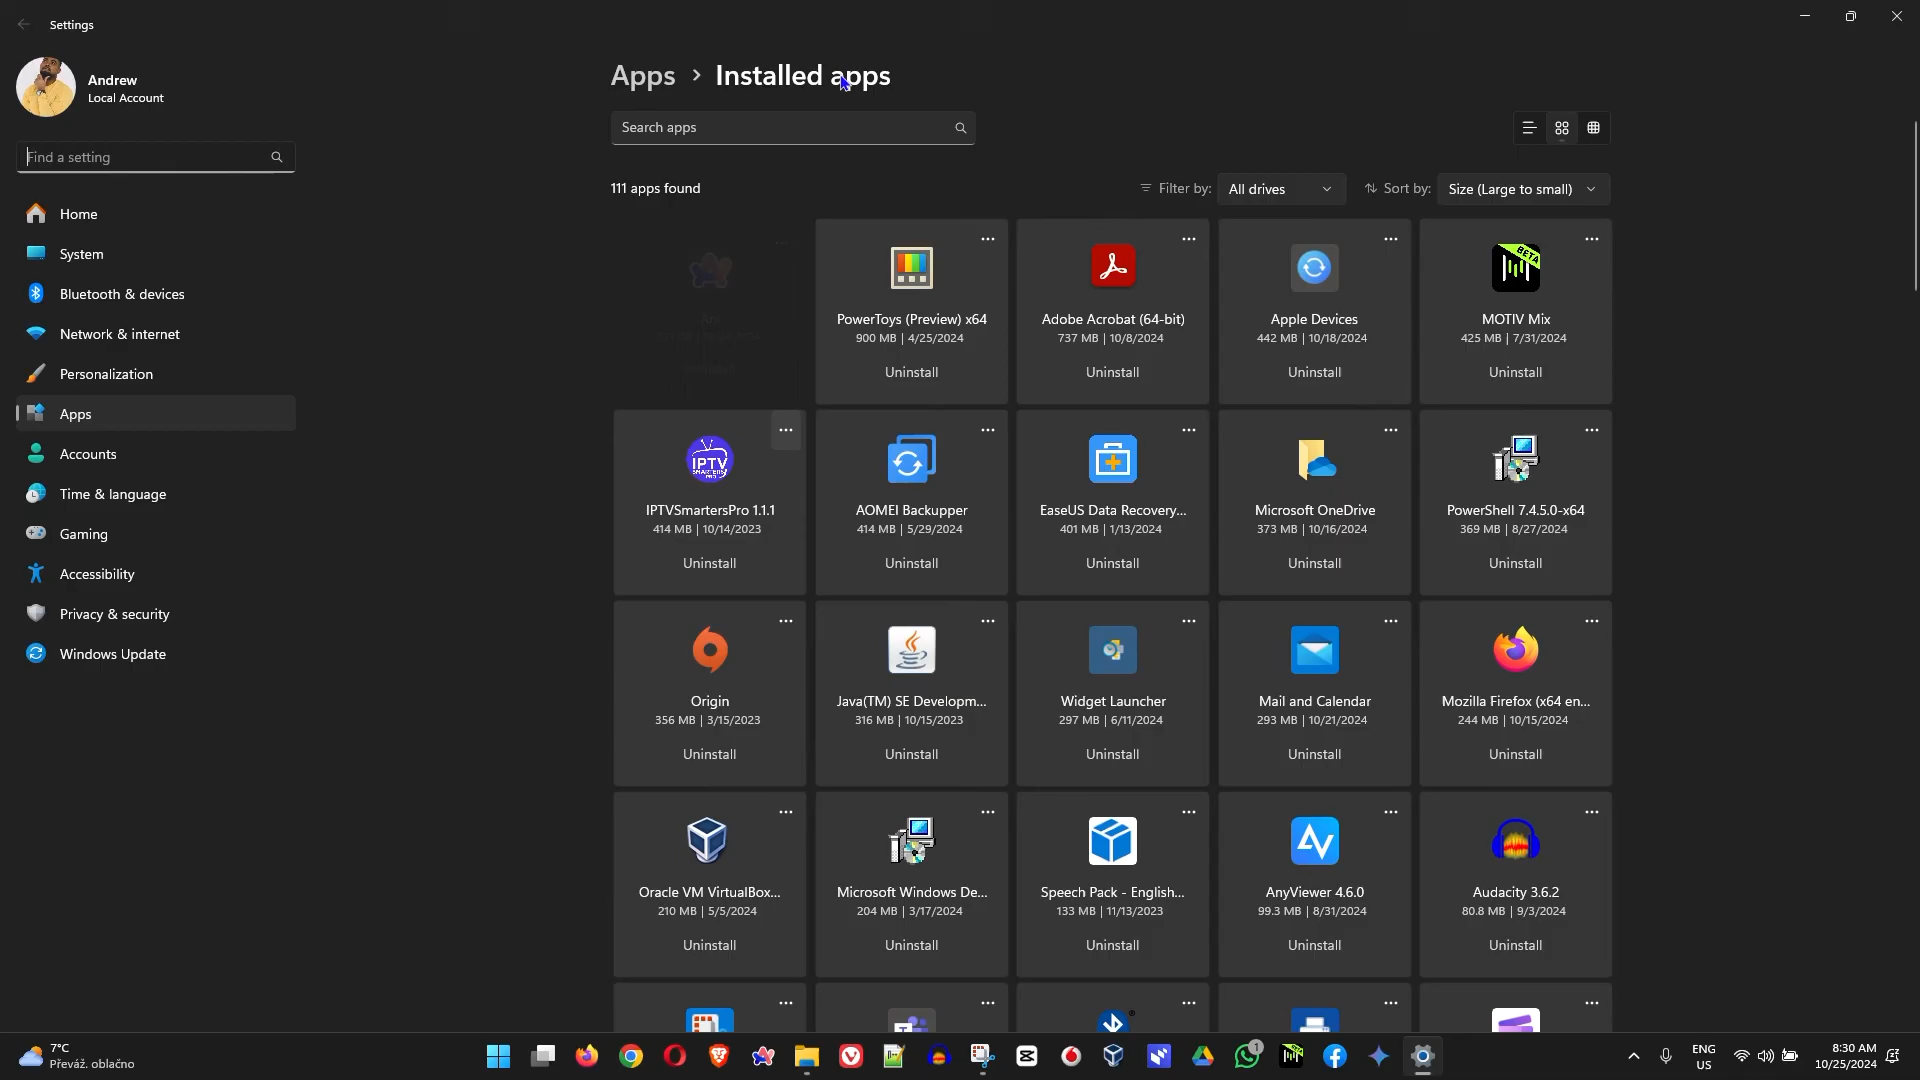 Settings
Andrew
Local Account
Find a setting
Home
System
Bluetooth & devices
Network & internet
Personalization
Apps
Accounts
Time & language
Gaming
Accessibility
Privacy & security
Windows Update
Apps > Installed apps
Search apps
111 apps found
Filter by: All drives
Sort by: Size (Large to small)
PowerToys (Preview) x64
900 MB | 4/25/2024
Uninstall
Adobe Acrobat (64-bit)
737 MB | 10/8/2024
Uninstall
Apple Devices
442 MB | 10/18/2024
Uninstall
BETA
MOTIV Mix
425 MB | 7/31/2024
Uninstall
IPTV
SMARTERS
PRO
IPTVSmartersPro 1.1.1
414 MB | 10/14/2023
Uninstall
AOMEI Backupper
414 MB | 5/29/2024
Uninstall
EaseUS Data Recovery...
401 MB | 1/13/2024
Uninstall
Microsoft OneDrive
373 MB | 10/16/2024
Uninstall
PowerShell 7.4.5.0-x64
369 MB | 8/27/2024
Uninstall
Origin
356 MB | 3/15/2023
Uninstall
Java(TM) SE Developm...
316 MB | 10/15/2023
Uninstall
Widget Launcher
297 MB | 6/11/2024
Uninstall
Mail and Calendar
293 MB | 10/21/2024
Uninstall
Mozilla Firefox (x64 en...
244 MB | 10/15/2024
Uninstall
Oracle VM VirtualBox...
210 MB | 5/5/2024
Uninstall
Microsoft Windows De...
204 MB | 3/17/2024
Uninstall
Speech Pack - English...
133 MB | 11/13/2023
Uninstall
AnyViewer 4.6.0
99.3 MB | 8/31/2024
Uninstall
Audacity 3.6.2
80.8 MB | 9/3/2024
Uninstall
7°C
Převáž. oblačno
1
ENG
US
8:30 AM
10/25/2024